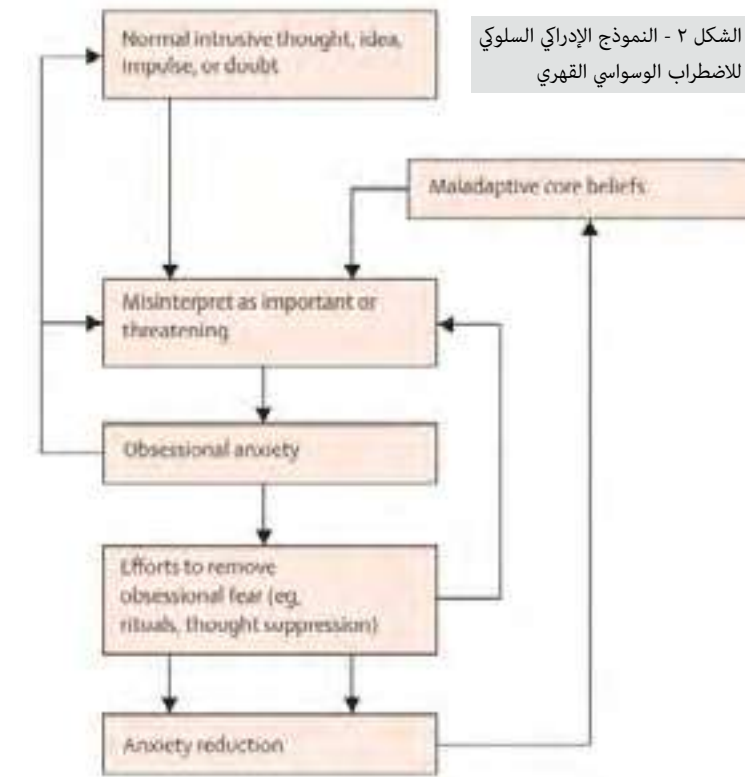 الشكل ٢ - النموذج الإدراكي السلوكي
للاضطراب الوسواسي القهري
Normal intrusive thought, idea,
impulse, or doubt
Maladaptive core beliefs
Misinterpret as important or
threatening
Obsessional anxiety
Efforts to remove
obsessional fear (eg,
rituals, thought suppression)
Anxiety reduction